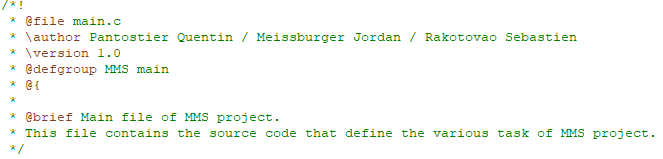 /*!
 * @file main.c
 * \author Pantostier Quentin / Meissburger Jordan / Rakotovao Sebastien
 * \version 1.0
 * @defgroup MMS main
 * @{
 *
 * @brief Main file of MMS project.
 * This file contains the source code that define the various task of MMS project.
 */